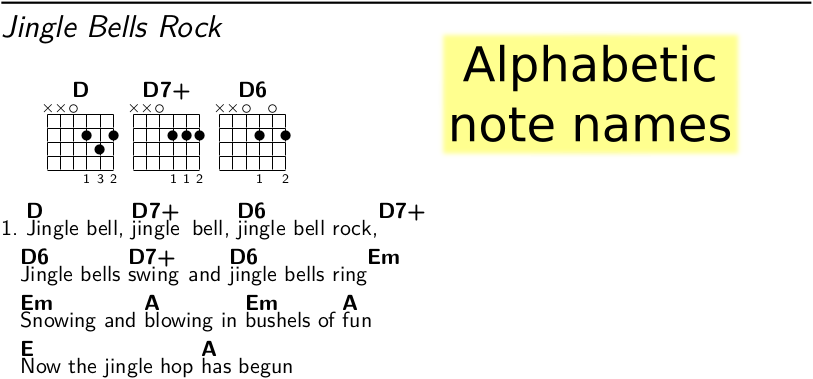 Jingle Bells Rock
Alphabetic
note names
D D7+ D6
××○ ××○ ××○ ○
1 3 2 1 1 2 1 2
D D7+ D6 D7+
1. Jingle bell, jingle bell, jingle bell rock,
D6 D7+ D6 Em
Jingle bells swing and jingle bells ring
Em A Em A
Snowing and blowing in bushels of fun
E A
Now the jingle hop has begun